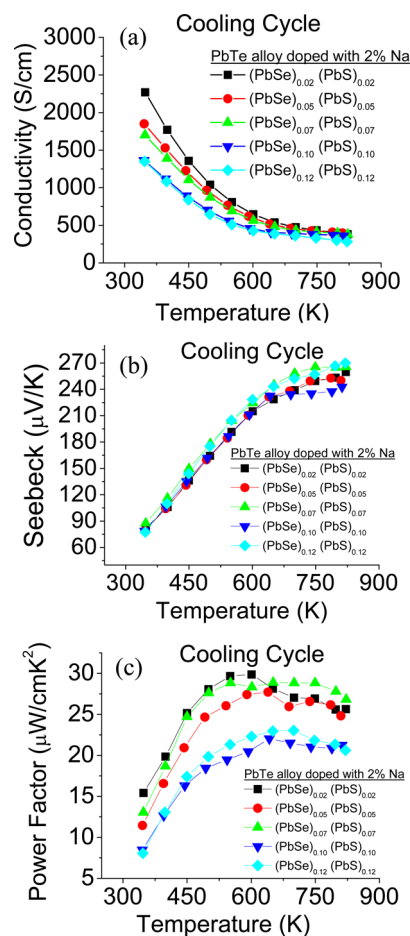 Cooling Cycle
(a)
PbTe alloy doped with 2% Na
(PbSe)0.02 (PbS)0.02
(PbSe)0.05 (PbS)0.05
(PbSe)0.07 (PbS)0.07
(PbSe)0.10 (PbS)0.10
(PbSe)0.12 (PbS)0.12
Conductivity (S/cm)
3000
2500
2000
1500
1000
500
0
300 450 600 750 900
Temperature (K)
Cooling Cycle
(b)
Seebeck (μV/K)
270
240
210
180
150
120
90
60
PbTe alloy doped with 2% Na
(PbSe)0.02 (PbS)0.02
(PbSe)0.05 (PbS)0.05
(PbSe)0.07 (PbS)0.07
(PbSe)0.10 (PbS)0.10
(PbSe)0.12 (PbS)0.12
300 450 600 750 900
Temperature (K)
Cooling Cycle
(c)
Power Factor (μW/cmK²)
30
25
20
15
10
5
PbTe alloy doped with 2% Na
(PbSe)0.02 (PbS)0.02
(PbSe)0.05 (PbS)0.05
(PbSe)0.07 (PbS)0.07
(PbSe)0.10 (PbS)0.10
(PbSe)0.12 (PbS)0.12
300 450 600 750 900
Temperature (K)